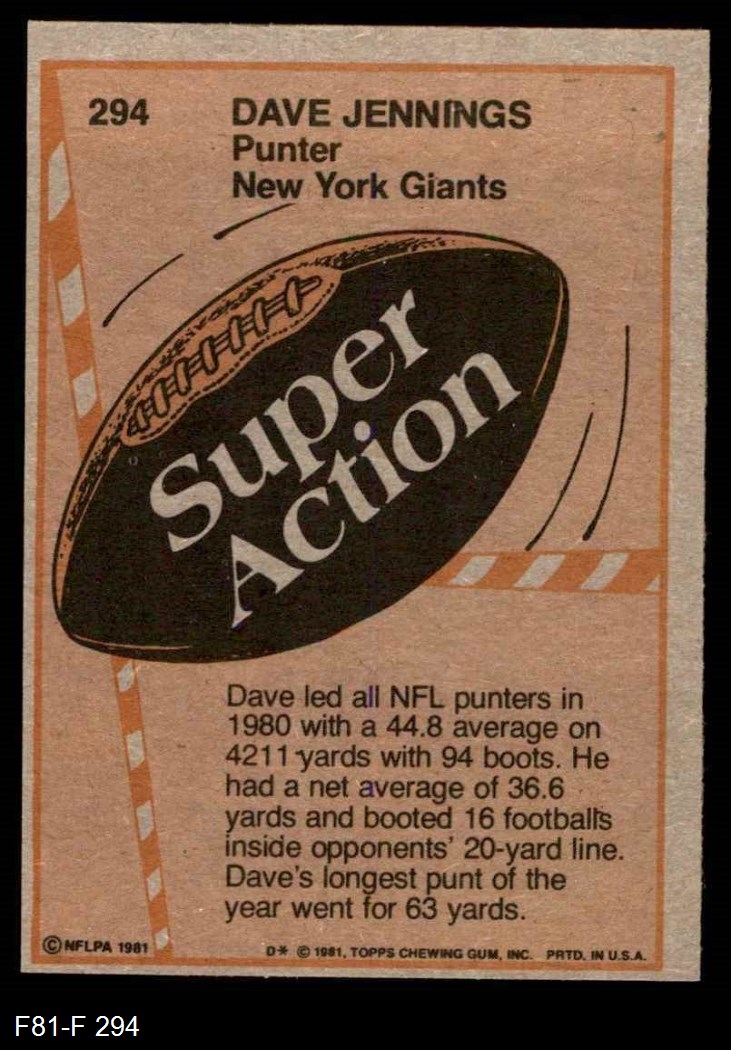 294
DAVE JENNINGS
Punter
New York Giants
Super
Action
Dave led all NFL punters in
1980 with a 44.8 average on
4211 yards with 94 boots. He
had a net average of 36.6
yards and booted 16 footballs
inside opponents' 20-yard line.
Dave's longest punt of the
year went for 63 yards.
© NFLPA 1981
D* © 1981, TOPPS CHEWING GUM, INC. PRTD. IN U.S.A.
F81-F 294